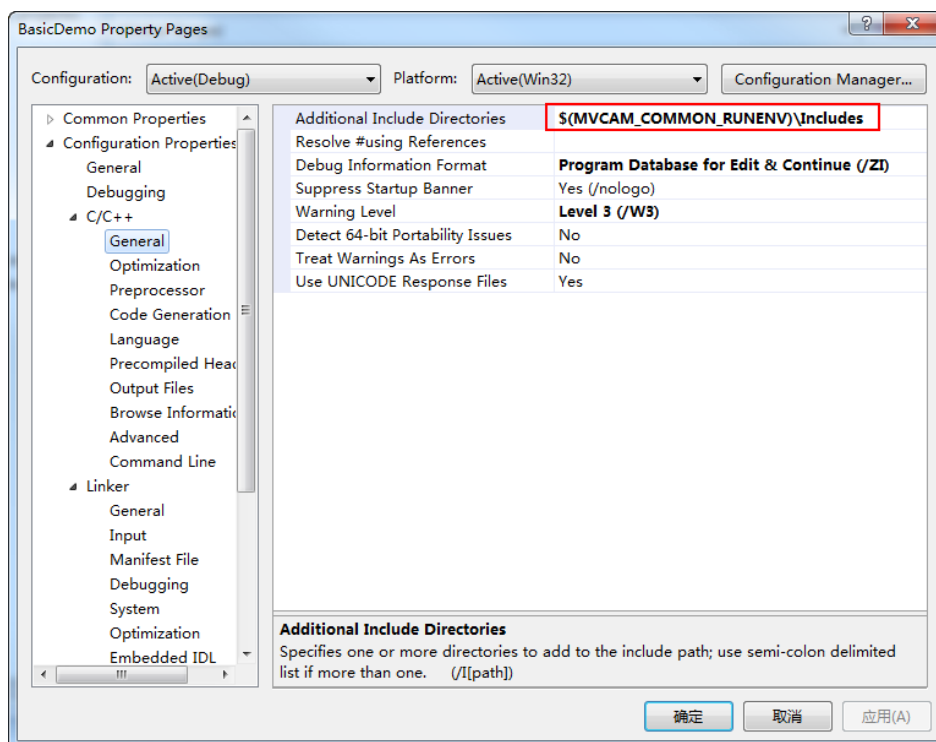 BasicDemo Property Pages
Configuration: Active(Debug) Platform: Active(Win32) Configuration Manager...
Common Properties
Configuration Properties
General
Debugging
C/C++
General
Optimization
Preprocessor
Code Generation
Language
Precompiled Head
Output Files
Browse Informatic
Advanced
Command Line
Linker
General
Input
Manifest File
Debugging
System
Optimization
Embedded IDL
Additional Include Directories $(MVCAM_COMMON_RUNENV)\Includes
Resolve #using References
Debug Information Format Program Database for Edit & Continue (/ZI)
Suppress Startup Banner Yes (/nologo)
Warning Level Level 3 (/W3)
Detect 64-bit Portability Issues No
Treat Warnings As Errors No
Use UNICODE Response Files Yes
Additional Include Directories
Specifies one or more directories to add to the include path; use semi-colon delimited
list if more than one. (/I[path])
确定 取消 应用(A)